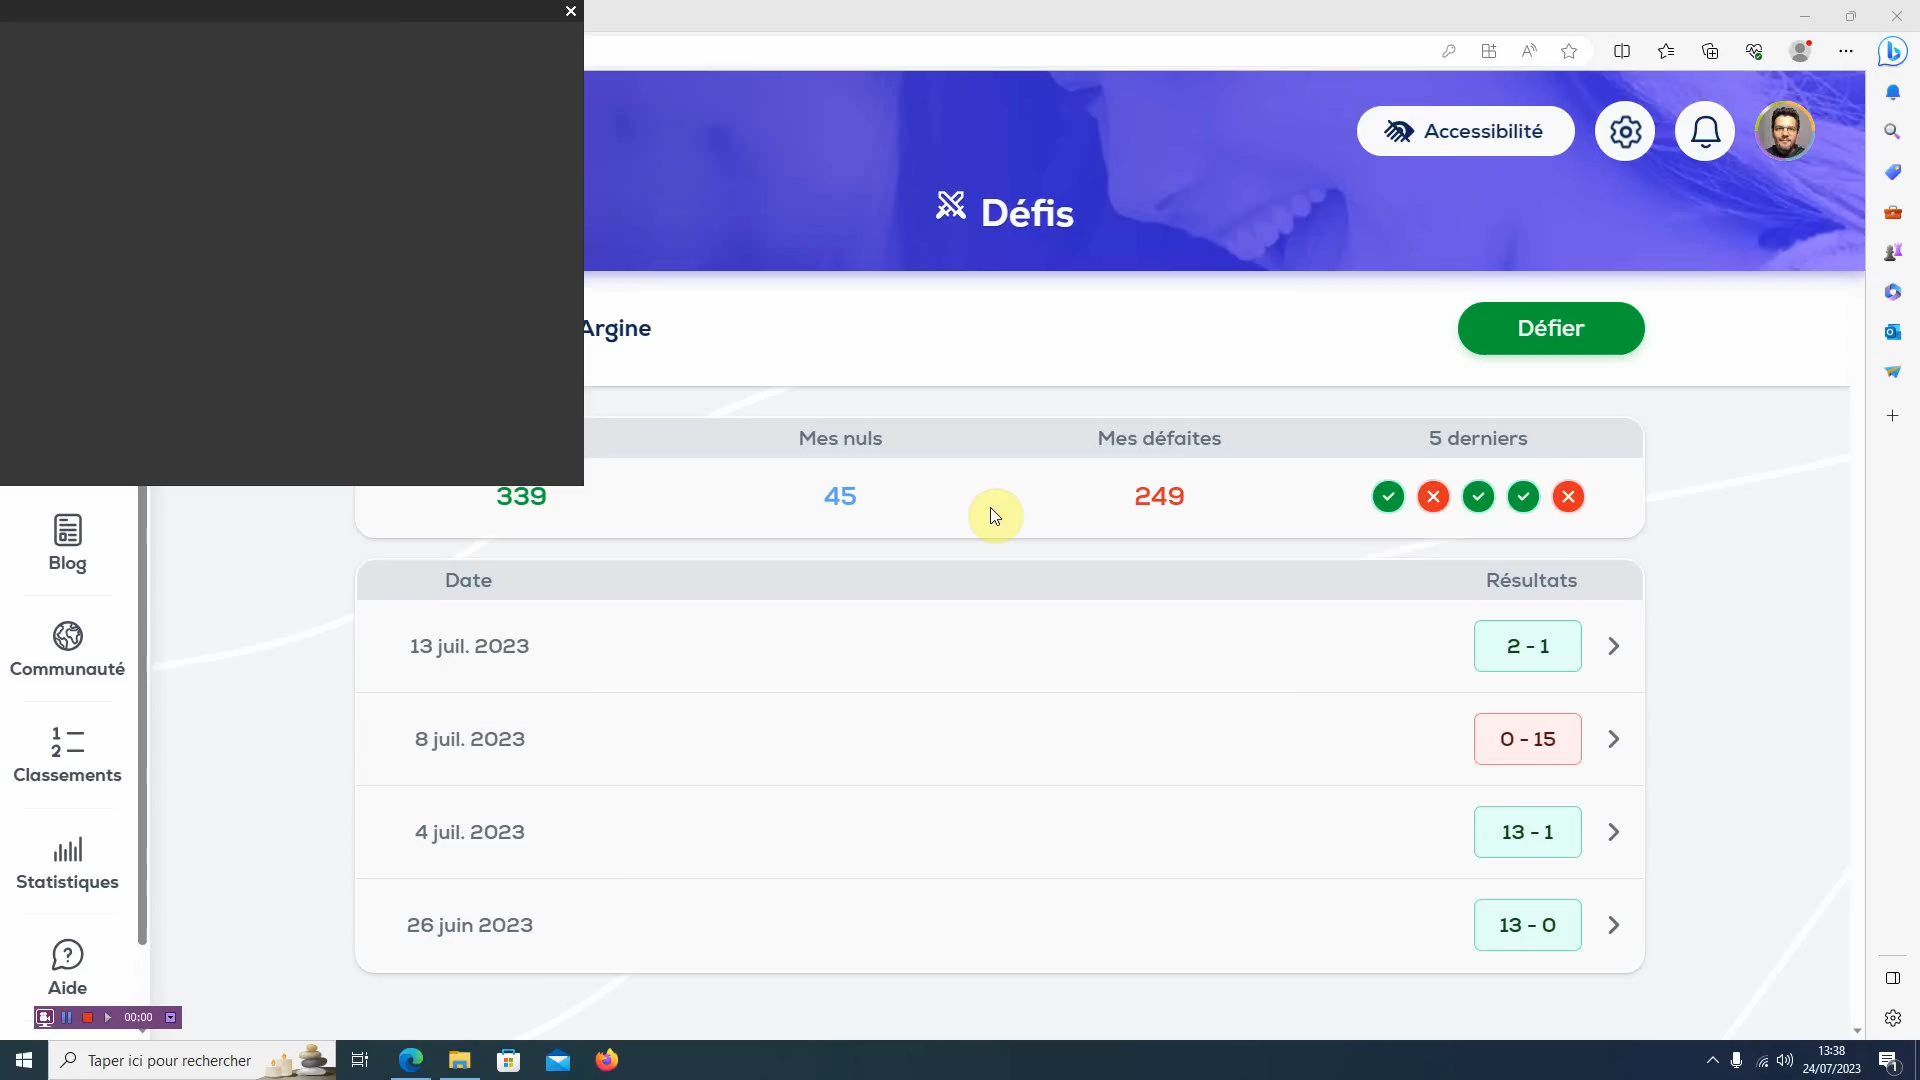 Accessibilité
Défis
Argine
Défier
Mes nuls
Mes défaites
5 derniers
339
45
249
Date
Résultats
13 juil. 2023
2 - 1
8 juil. 2023
0 - 15
4 juil. 2023
13 - 1
26 juin 2023
13 - 0
Blog
Communauté
1
2
Classements
Statistiques
Aide
00:00
Taper ici pour rechercher
13:38
24/07/2023
1